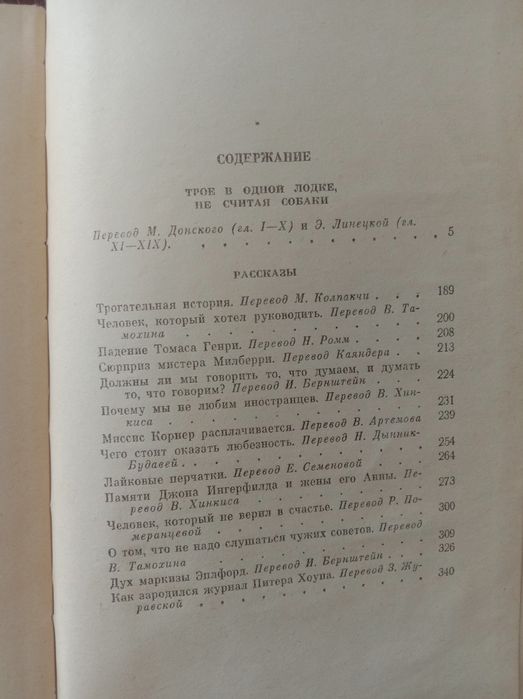 СОДЕРЖАНИЕ
ТРОЕ В ОДНОЙ ЛОДКЕ,
НЕ СЧИТАЯ СОБАКИ
Перевод М. Донского (гл. I—X) и Э. Линецкой (гл.
XI—XIX). . . . . . . . . . . . 5
РАССКАЗЫ
Трогательная история. Перевод М. Колпакчи . . . 189
Человек, который хотел руководить. Перевод В. Та-
мохина . . . . . . . . . . . 200
Падение Томаса Генри. Перевод Н. Ромм . . . . 208
Сюрприз мистера Милберри. Перевод Каяндера . . 213
Должны ли мы говорить то, что думаем, и думать
то, что говорим? Перевод И. Бернштейн . . . 224
Почему мы не любим иностранцев. Перевод В. Хин-
киса . . . . . . . . . . . . 231
Миссис Корнер расплачивается. Перевод В. Артемова 239
Чего стоит оказать любезность. Перевод Н. Дынник-
Будавей . . . . . . . . . . . 254
Лайковые перчатки. Перевод Е. Семеновой . . . . 264
Памяти Джона Ингерфилда и жены его Анны. Пе-
ревод В. Хинкиса . . . . . . . . . 273
Человек, который не верил в счастье. Перевод Р. По-
меранцевой . . . . . . . . . . 300
О том, что не надо слушаться чужих советов. Перевод
В. Тамохина . . . . . . . . . . 309
Дух маркизы Эплфорд. Перевод И. Бернштейн . . . 326
Как зародился журнал Питера Хоупа. Перевод З. Жу-
равской . . . . . . . . . . . 340